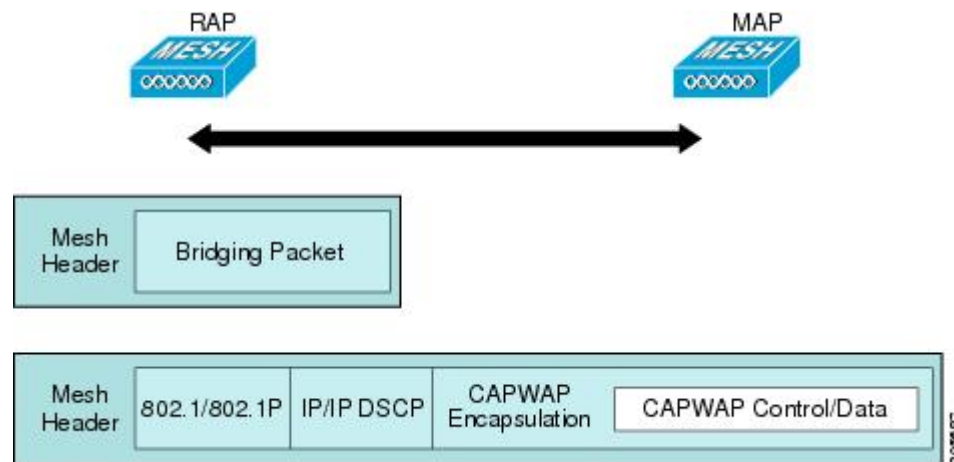 RAP
MAP
MESH
MESH
Mesh
Header
Bridging Packet
Mesh
Header
802.1/802.1P
IP/IP DSCP
CAPWAP
Encapsulation
CAPWAP Control/Data